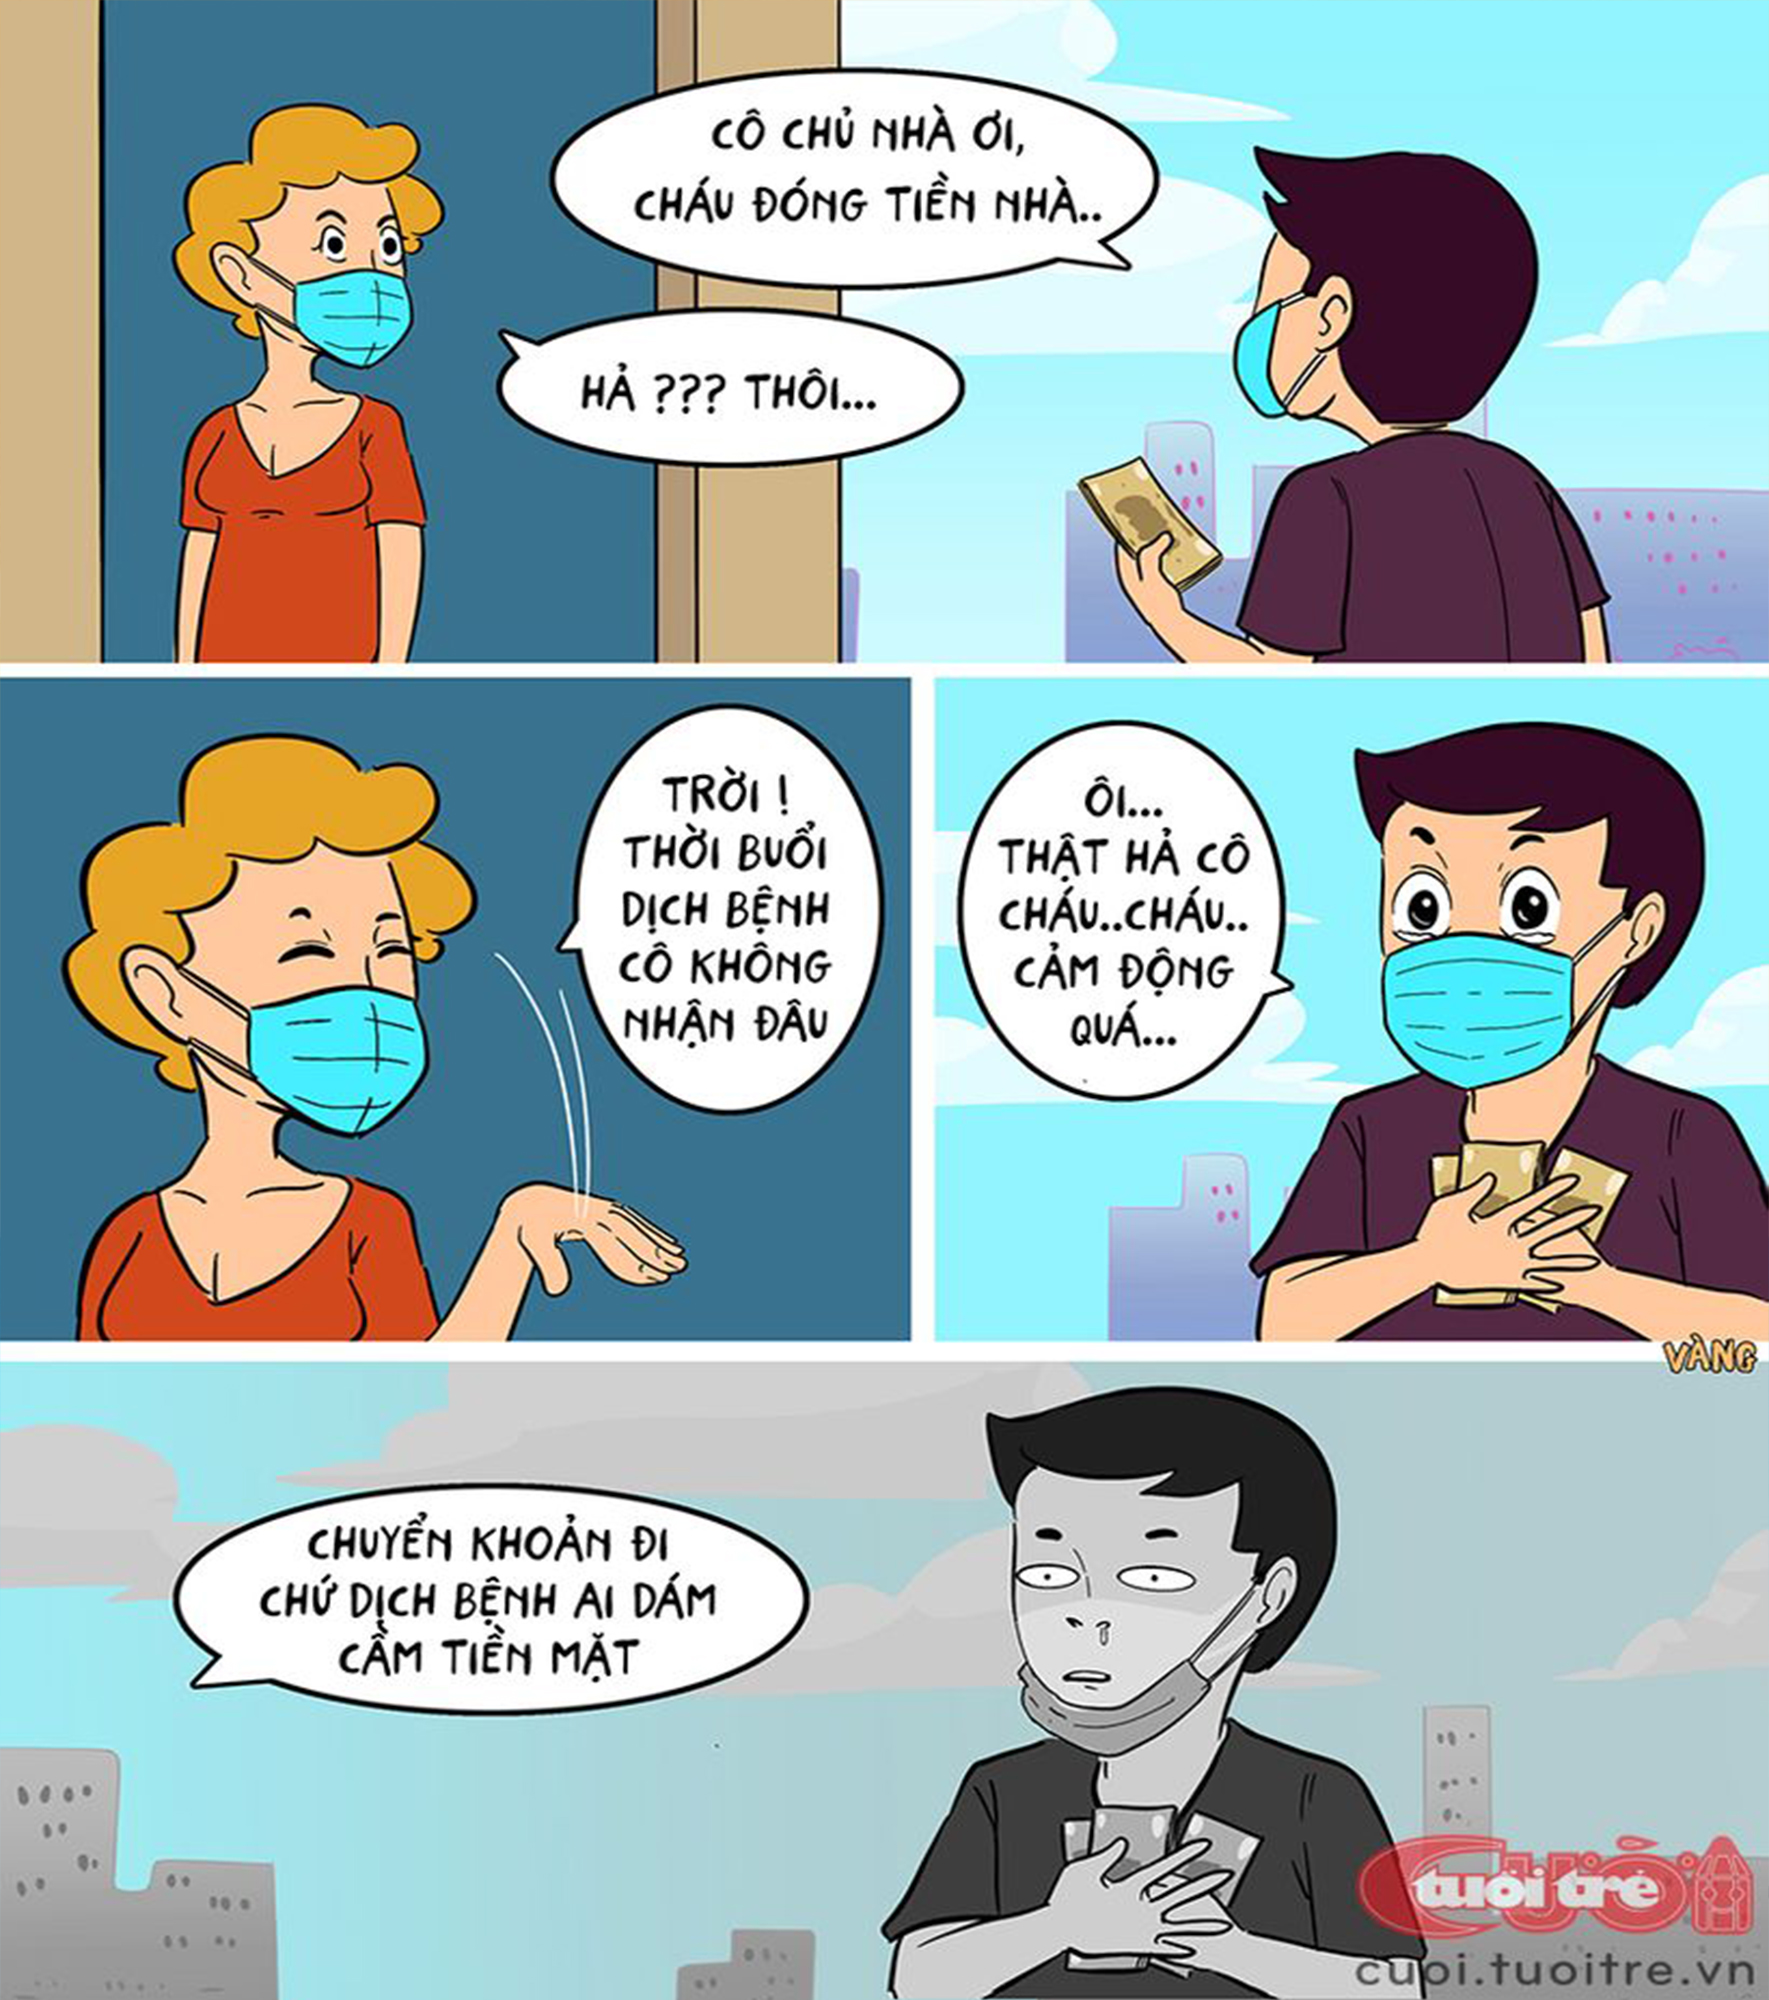 CÔ CHỦ NHÀ ƠI,
CHÁU ĐÓNG TIỀN NHÀ..
HẢ ??? THÔI...
TRỜI !
THỜI BUỔI
DỊCH BỆNH
CÔ KHÔNG
NHẬN ĐÂU
ÔI...
THẬT HẢ CÔ
CHÁU..CHÁU..
CẢM ĐỘNG
QUÁ...
VÀNG
CHUYỂN KHOẢN ĐI
CHỨ DỊCH BỆNH AI DÁM
CẦM TIỀN MẶT
CƯỜI
tuổi trẻ
cuoi.tuoitre.vn